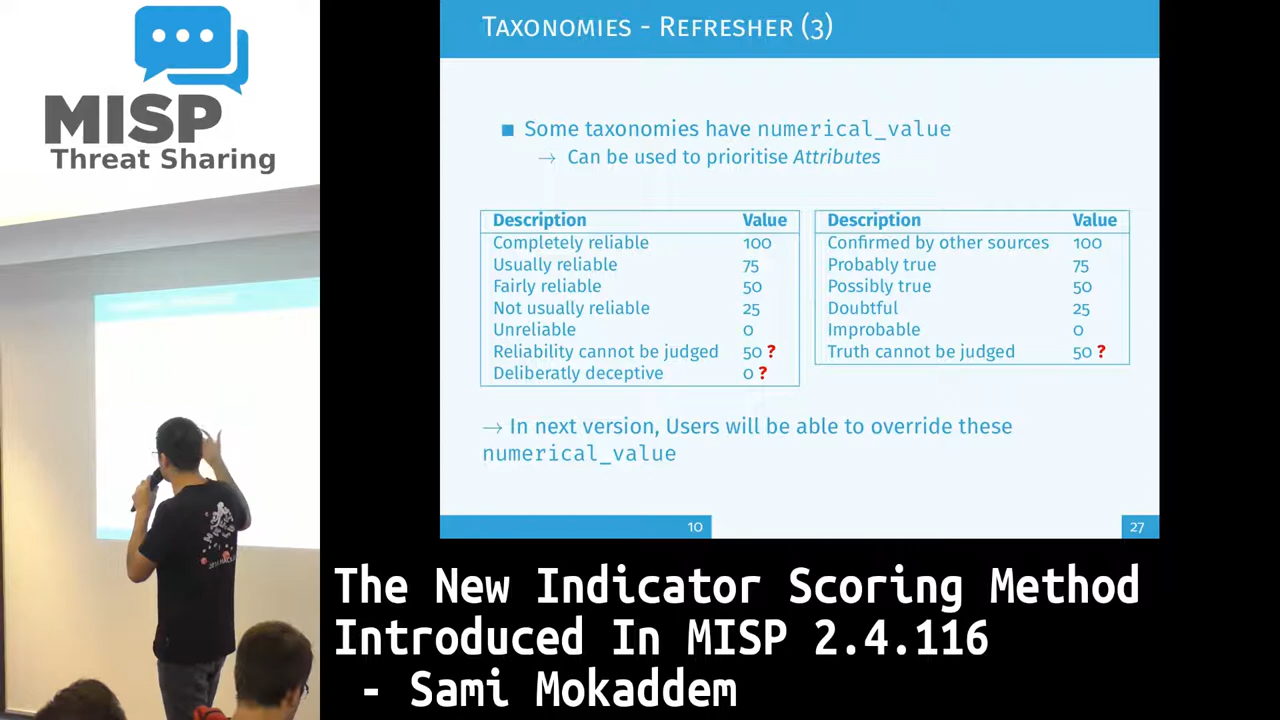 MISP
Threat Sharing
Taxonomies - Refresher (3)
■ Some taxonomies have numerical_value
→ Can be used to prioritise Attributes
Description Value
Completely reliable 100
Usually reliable 75
Fairly reliable 50
Not usually reliable 25
Unreliable 0
Reliability cannot be judged 50 ?
Deliberatly deceptive 0 ?
Description Value
Confirmed by other sources 100
Probably true 75
Possibly true 50
Doubtful 25
Improbable 0
Truth cannot be judged 50 ?
→ In next version, Users will be able to override these
numerical_value
10
27
The New Indicator Scoring Method
Introduced In MISP 2.4.116
- Sami Mokaddem